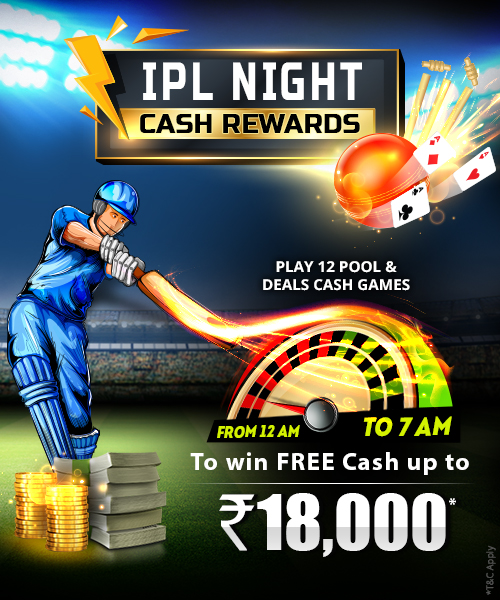 IPL NIGHT
CASH REWARDS
PLAY 12 POOL &
DEALS CASH GAMES
FROM 12 AM
TO 7 AM
To win FREE Cash up to
₹18,000*
*T&C Apply